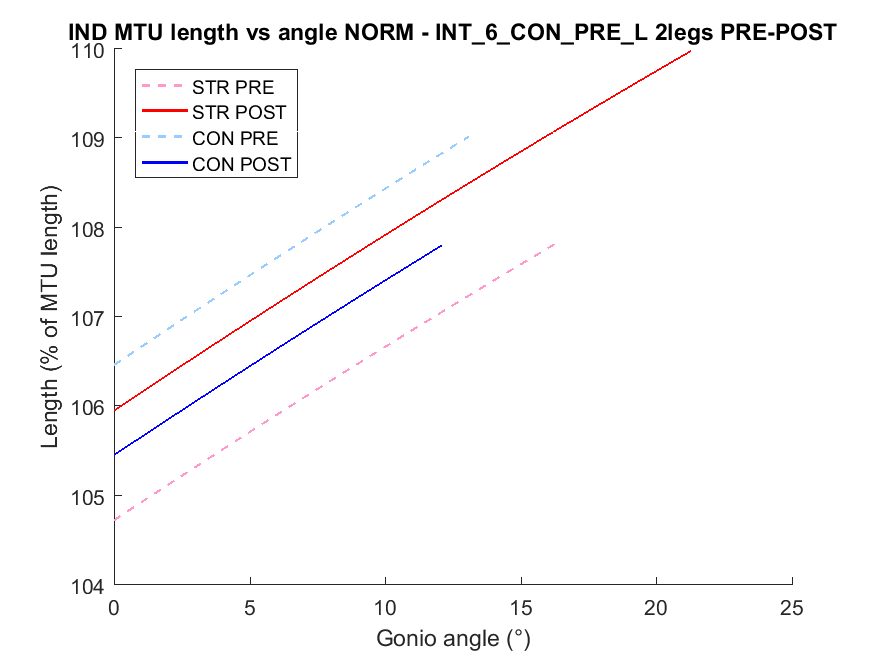 IND MTU length vs angle NORM - INT_6_CON_PRE_L 2legs PRE-POST
110
109
108
107
106
105
104
Length (% of MTU length)
STR PRE
STR POST
CON PRE
CON POST
0 5 10 15 20 25
Gonio angle (°)